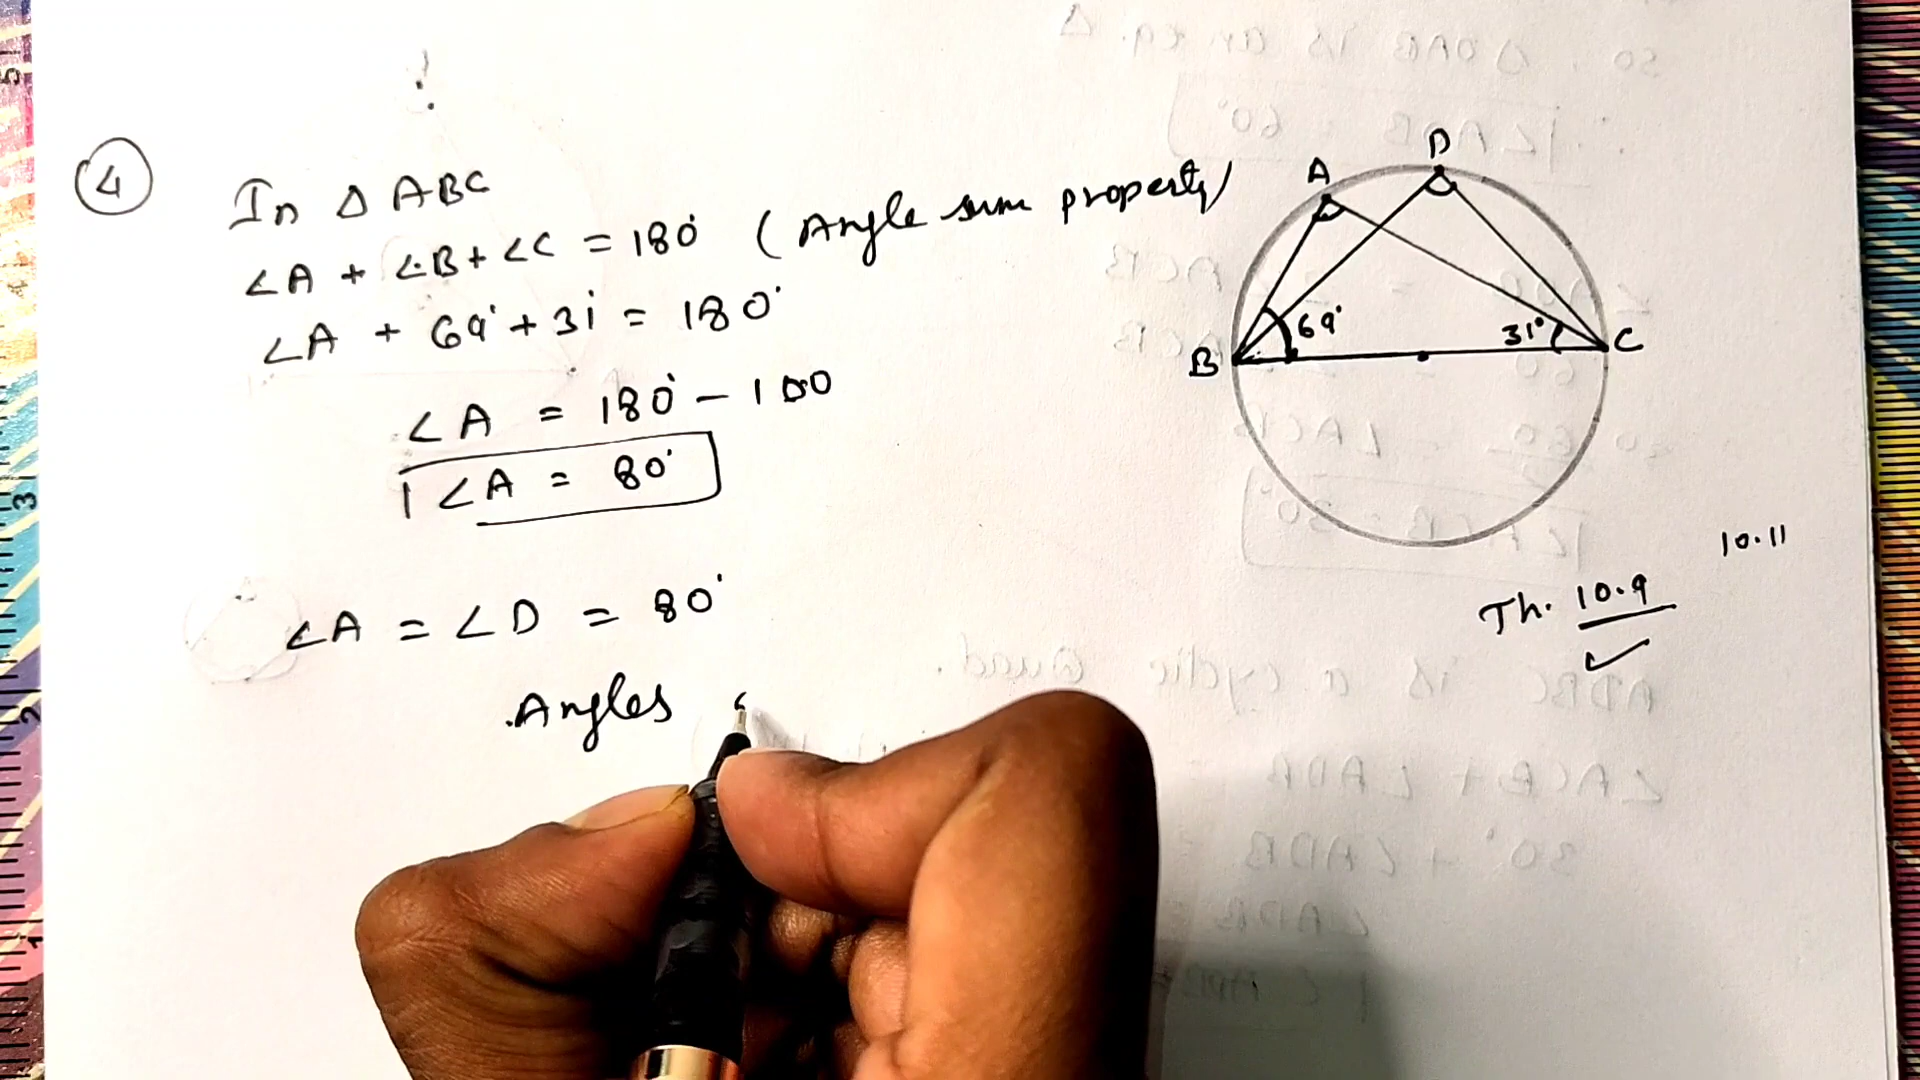 4
In Δ ABC
∠A + ∠B + ∠C = 180° ( Angle sum property
∠A + 69° + 31° = 180°
∠A = 180° - 100
∠A = 80°
∠A = ∠D = 80°
Angles
D
A
69°
31°
B
C
10.11
Th. 10.9